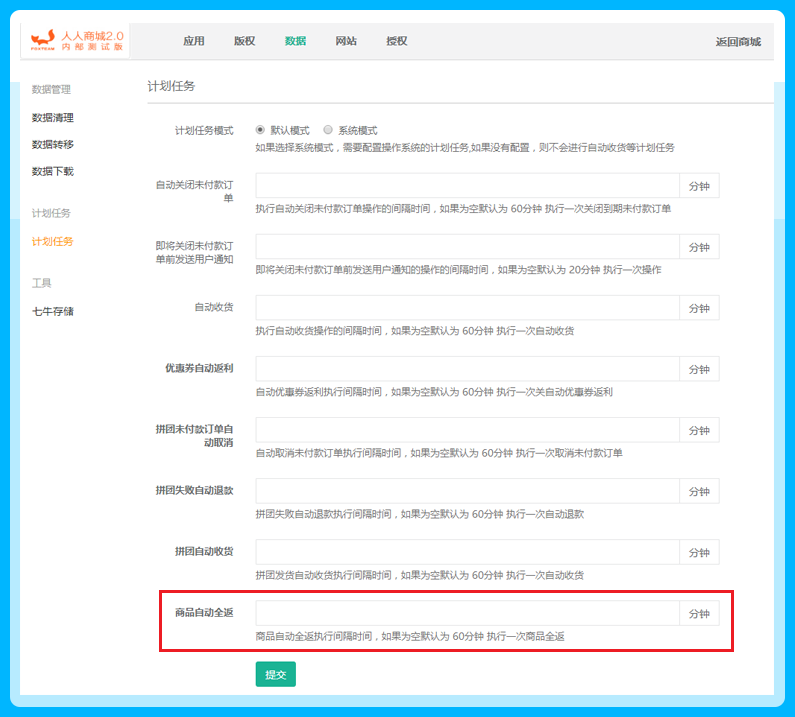 人人商城2.0
FOXTEAM 内部测试版
应用 版权 数据 网站 授权 返回商城
数据管理
数据清理
数据转移
数据下载
计划任务
计划任务
工具
七牛存储
计划任务
计划任务模式 默认模式 系统模式
如果选择系统模式，需要配置操作系统的计划任务,如果没有配置，则不会进行自动收货等计划任务
自动关闭未付款订
单
分钟
执行自动关闭未付款订单操作的间隔时间，如果为空默认为 60分钟 执行一次关闭到期未付款订单
即将关闭未付款订
单前发送用户通知
分钟
即将关闭未付款订单前发送用户通知的操作的间隔时间，如果为空默认为 20分钟 执行一次操作
自动收货 分钟
执行自动收货操作的间隔时间，如果为空默认为 60分钟 执行一次自动收货
优惠券自动返利 分钟
自动优惠券返利执行间隔时间，如果为空默认为 60分钟 执行一次关自动优惠券返利
拼团未付款订单自
动取消
分钟
自动取消未付款订单执行间隔时间，如果为空默认为 60分钟 执行一次取消未付款订单
拼团失败自动退款 分钟
拼团失败自动退款执行间隔时间，如果为空默认为 60分钟 执行一次自动退款
拼团自动收货 分钟
拼团发货自动收货执行间隔时间，如果为空默认为 60分钟 执行一次自动收货
商品自动全返 分钟
商品自动全返执行间隔时间，如果为空默认为 60分钟 执行一次商品全返
提交